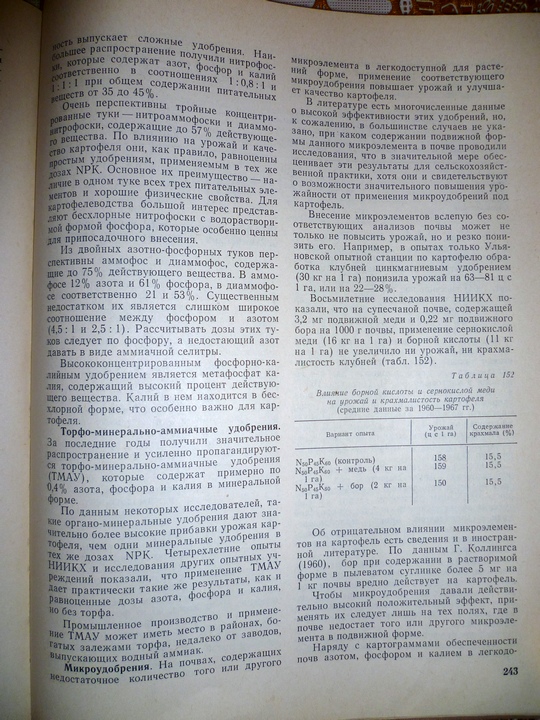 ность выпускает сложные удобрения. Наи-
большее распространение получили нитрофос-
ки, которые содержат азот, фосфор и калий
соответственно в соотношениях 1:0,8:1 и
1:1:1 при общем содержании питательных
веществ от 35 до 45%.
Очень перспективны тройные концентри-
рованные туки — нитроаммофоски и диаммо-
нитрофоски, содержащие до 57% действующе-
го вещества. По влиянию на урожай и каче-
ство картофеля они, как правило, равноценны
простым удобрениям, применяемым в тех же
дозах NPK. Основное их преимущество — на-
личие в одном туке всех трех питательных эле-
ментов и хорошие физические свойства. Для
картофелеводства большой интерес представ-
ляют бесхлорные нитрофоски с водораствори-
мой формой фосфора, которые особенно ценны
для припосадочного внесения.
Из двойных азотно-фосфорных туков пер-
спективны аммофос и диаммофос, содержа-
щие до 75% действующего вещества. В аммо-
фосе 12% азота и 61% фосфора, в диаммофо-
се соответственно 21 и 53%. Существенным
недостатком их является слишком широкое
соотношение между фосфором и азотом
(4,5:1 и 2,5:1). Рассчитывать дозы этих ту-
ков следует по фосфору, а недостающий азот
давать в виде аммиачной селитры.
Высококонцентрированным фосфорно-ка-
лийным удобрением является метафосфат ка-
лия, содержащий высокий процент действую-
щего вещества. Калий в нем находится в бес-
хлорной форме, что особенно важно для кар-
тофеля.
Торфо-минерально-аммиачные удобрения.
За последние годы получили значительное
распространение и усиленно пропагандируют-
ся торфо-минерально-аммиачные удобрения
(ТМАУ), которые содержат примерно по
0,4% азота, фосфора и калия в минеральной
форме.
По данным некоторых исследователей, та-
кие органо-минеральные удобрения дают зна-
чительно более высокие прибавки урожая кар-
тофеля, чем одни минеральные удобрения в
тех же дозах NPK. Четырехлетние опыты
НИИКХ и исследования других опытных уч-
реждений показали, что применение ТМАУ
дает практически такие же результаты, как и
равноценные дозы азота, фосфора и калия,
но без торфа.
Промышленное производство и примене-
ние ТМАУ может иметь место в районах, бо-
гатых залежами торфа, недалеко от заводов,
выпускающих водный аммиак.
Микроудобрения. На почвах, содержащих
недостаточное количество того или другого
микроэлемента в легкодоступной для расте-
ний форме, применение соответствующего
микроудобрения повышает урожай и улучша-
ет качество картофеля.
В литературе есть многочисленные данные
о высокой эффективности этих удобрений, но,
к сожалению, в большинстве случаев не ука-
зано, при каком содержании подвижной фор-
мы данного микроэлемента в почве проводили
исследования, что в значительной мере обес-
ценивает эти результаты для сельскохозяйст-
венной практики, хотя они и свидетельствуют
о возможности значительного повышения уро-
жайности от применения микроудобрений под
картофель.
Внесение микроэлементов вслепую без со-
ответствующих анализов почвы может не
только не повысить урожай, но и резко пони-
зить его. Например, в опытах только Улья-
новской опытной станции по картофелю обра-
ботка клубней цинкмагниевым удобрением
(30 кг на 1 га) понизила урожай на 63—81 ц с
1 га, или на 22—28%.
Восьмилетние исследования НИИКХ по-
казали, что на супесчаной почве, содержащей
3,2 мг подвижной меди и 0,22 мг подвижного
бора на 1000 г почвы, применение сернокислой
меди (16 кг на 1 га) и борной кислоты (11 кг
на 1 га) не увеличило ни урожай, ни крахма-
листость клубней (табл. 152).
Таблица 152
Влияние борной кислоты и сернокислой меди
на урожай и крахмалистость картофеля
(средние данные за 1960—1967 гг.)
Вариант опыта Урожай (ц с 1 га) Содержание крахмала (%)
N₅₀P₄₅K₆₀ (контроль) 158 15,5
N₅₀P₄₅K₆₀ + медь (4 кг на 159 15,5
1 га)
N₅₀P₄₅K₆₀ + бор (2 кг на 150 15,5
1 га)
Об отрицательном влиянии микроэлемен-
тов на картофель есть сведения и в иностран-
ной литературе. По данным Г. Коллингса
(1960), бор при содержании в растворимой
форме в пылеватом суглинке более 5 мг на
1 кг почвы вредно действует на картофель.
Чтобы микроудобрения давали действи-
тельно высокий положительный эффект, при-
менять их следует лишь на тех полях, где в
почве недостает того или другого микроэле-
мента в подвижной форме.
Наряду с картограммами обеспеченности
почв азотом, фосфором и калием в легкодо-
243